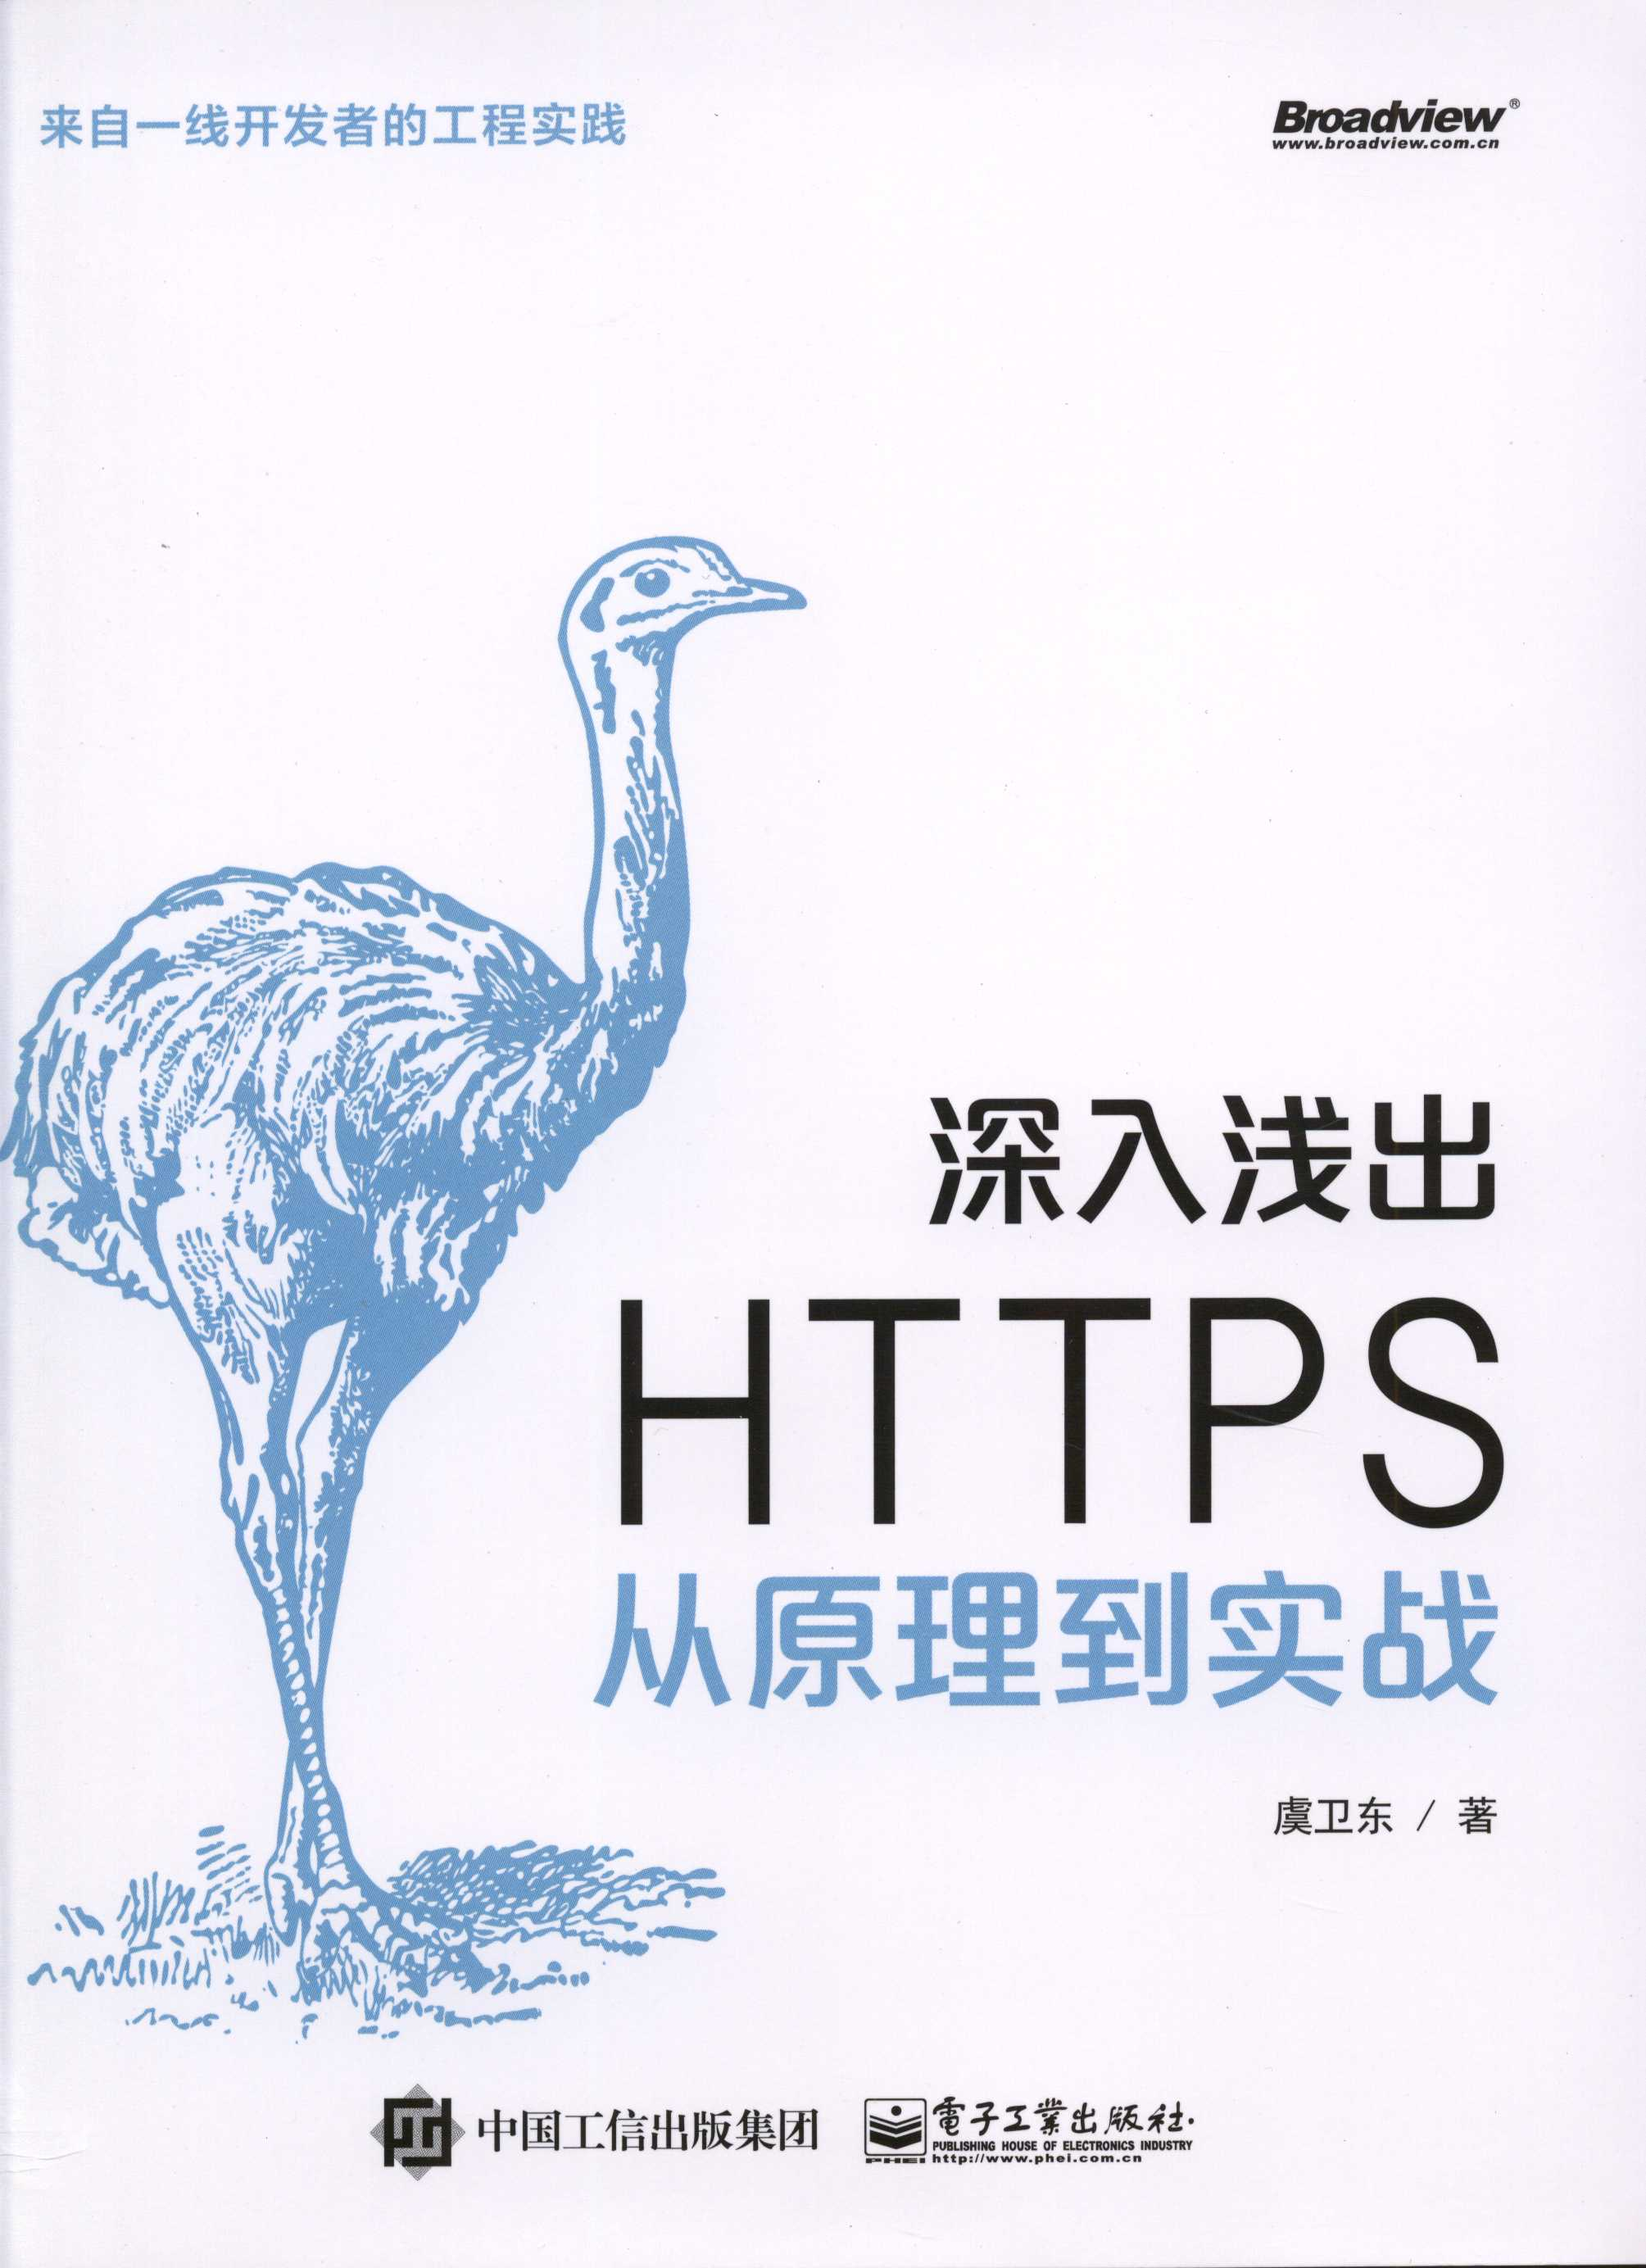 来自一线开发者的工程实践
Broadview®
www.broadview.com.cn
深入浅出
HTTPS
从原理到实战
虞卫东 / 著
中国工信出版集团
電子工業出版社·
PUBLISHING HOUSE OF ELECTRONICS INDUSTRY
PHEI http://www.phei.com.cn